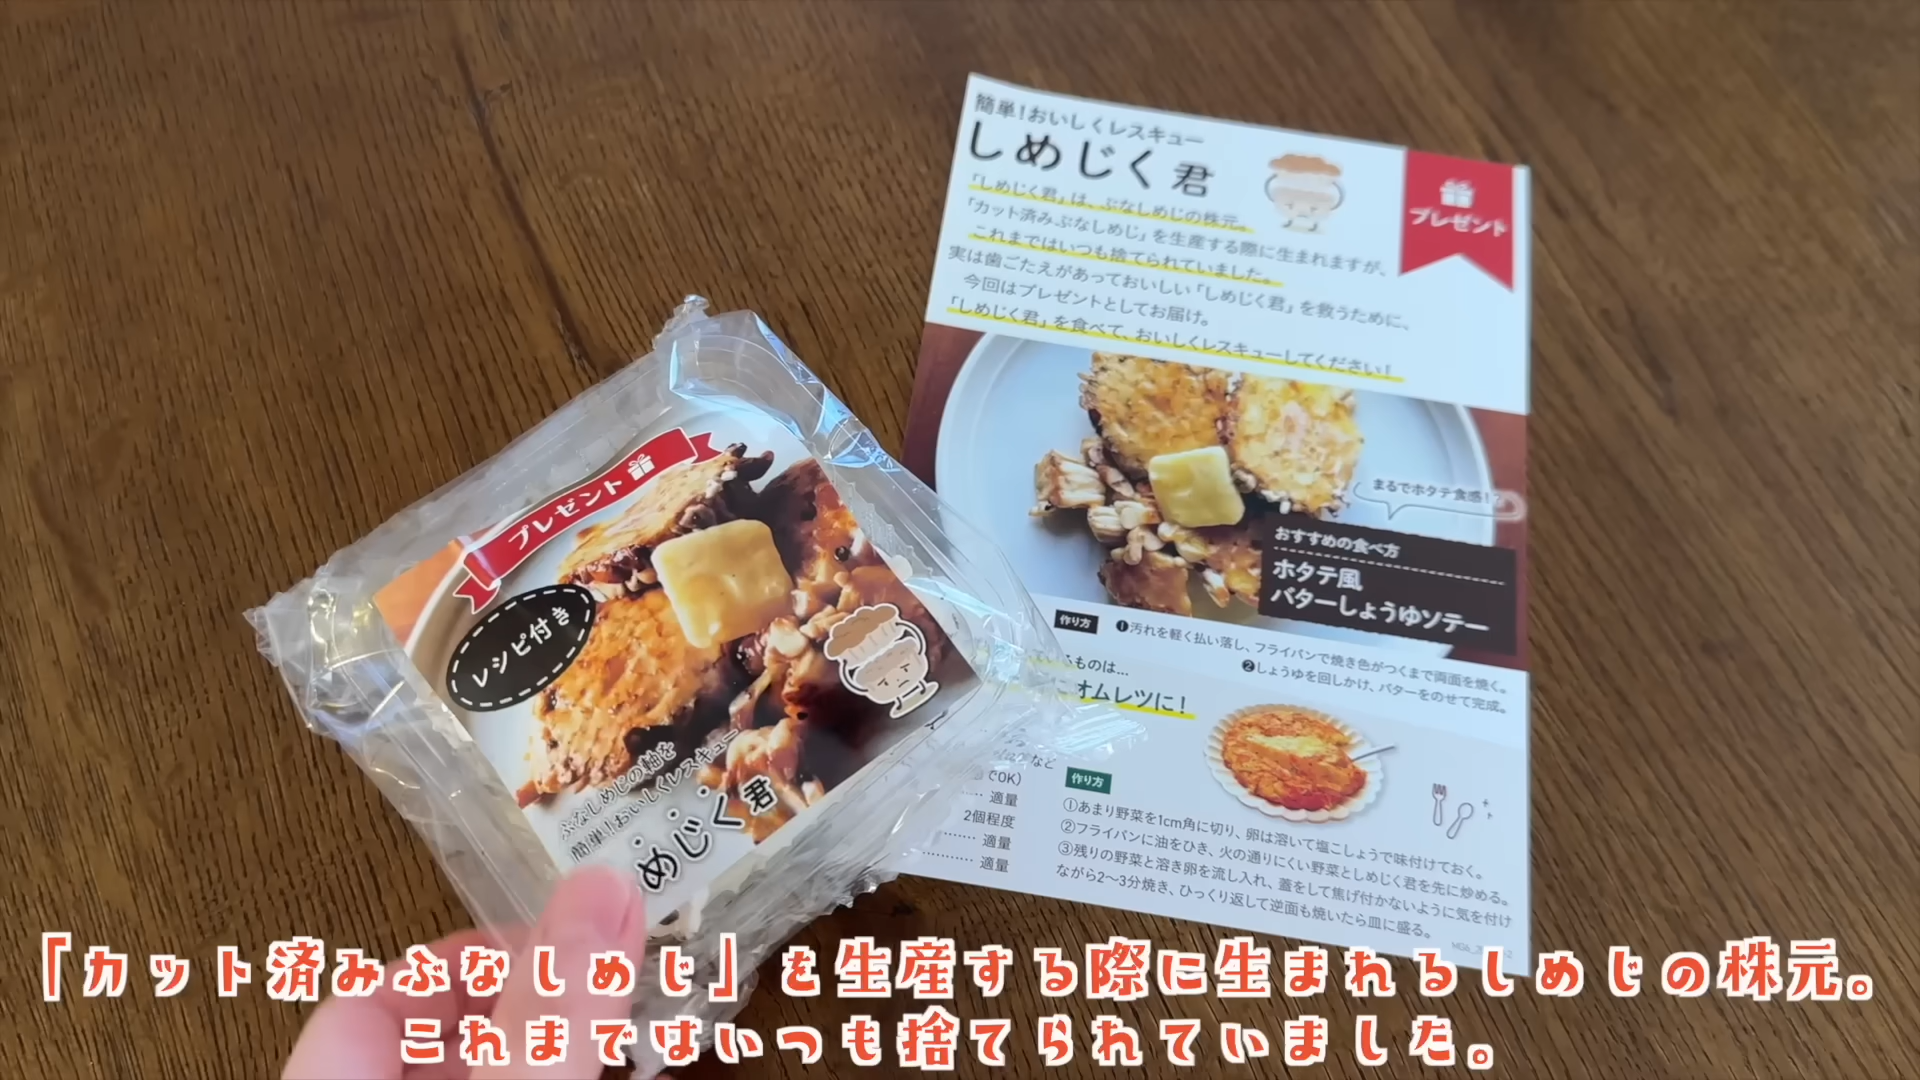 簡単!おいしくレスキュー
しめじく君
プレゼント
「しめじく君」は、ぶなしめじの株元。
「カット済みぶなしめじ」を生産する際に生まれますが、
これまではいつも捨てられていました。
実は歯ごたえがあっておいしい「しめじく君」を救うために、
今回はプレゼントとしてお届け。
「しめじく君」を食べて、おいしくレスキューしてください!
まるでホタテ食感!
おすすめの食べ方
ホタテ風
バターしょうゆソテー
作り方
❶汚れを軽く払い落し、フライパンで焼き色がつくまで両面を焼く。
❷しょうゆを回しかけ、バターをのせて完成。
るものは…
オムレツに!
など
でOK)
適量
2個程度
適量
適量
作り方
①あまり野菜を1cm角に切り、卵は溶いて塩こしょうで味付けておく。
②フライパンに油をひき、火の通りにくい野菜としめじく君を先に炒める。
③残りの野菜と溶き卵を流し入れ、蓋をして焦げ付かないように気を付け
ながら2〜3分焼き、ひっくり返して逆面も焼いたら皿に盛る。
プレゼント
レシピ付き
ぶなしめじの軸を
簡単!おいしくレスキュー
めじく君
「カット済みぶなしめじ」を生産する際に生まれるしめじの株元。
これまではいつも捨てられていました。